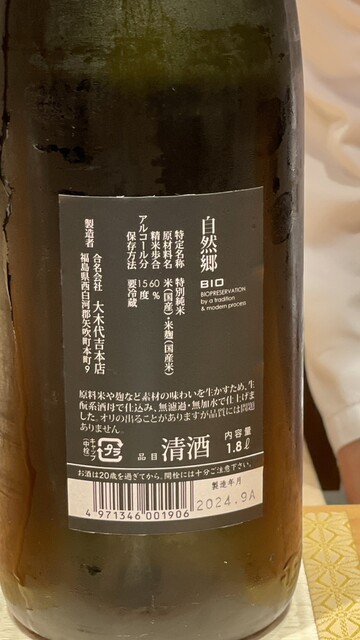 自然郷
BIO
BIOPRESERVATION
by a tradition
& modern process
特定名称 特別純米
原材料名 米(国産)・米麹(国産米)
精米歩合 60%
アルコール分 15度
保存方法 要冷蔵
製造者 合名会社 大木代吉本店
福島県西白河郡矢吹町本町9
原料米や麹など素材の味わいを生かすため、生
酛系酒母で仕込み、無濾過・無加水で仕上げま
した。オリの出ることがありますが品質には問題
ありません。
キャップ
(中栓)
プラ
品目 清酒
内容量
1.8ℓ
お酒は20歳を過ぎてから。開栓には十分ご注意下さい。
4 971346 001906
製造年月
2024.9A